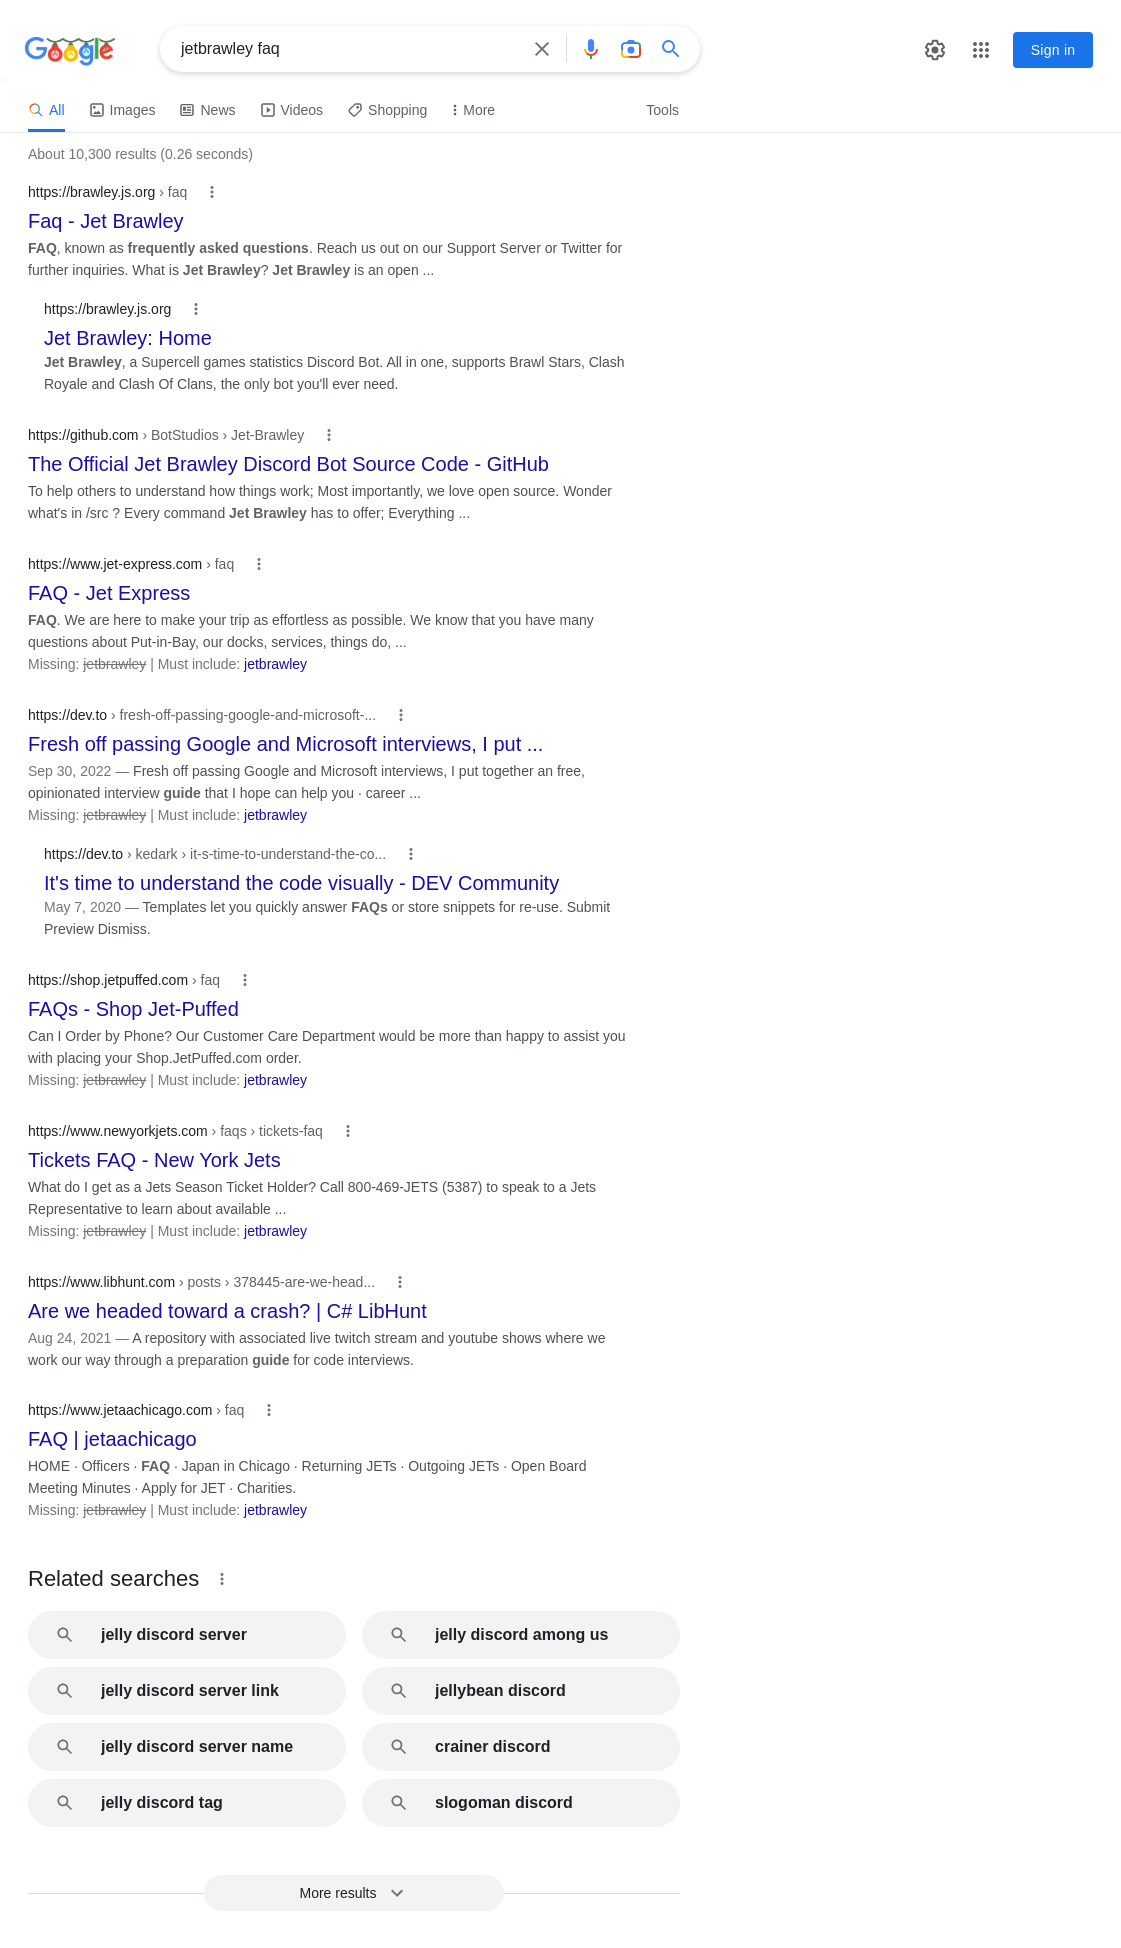 Google
jetbrawley faq
Sign in
All
Images
News
Videos
Shopping
More
Tools
About 10,300 results (0.26 seconds)
https://brawley.js.org › faq
Faq - Jet Brawley
FAQ, known as frequently asked questions. Reach us out on our Support Server or Twitter for
further inquiries. What is Jet Brawley? Jet Brawley is an open ...
https://brawley.js.org
Jet Brawley: Home
Jet Brawley, a Supercell games statistics Discord Bot. All in one, supports Brawl Stars, Clash
Royale and Clash Of Clans, the only bot you'll ever need.
https://github.com › BotStudios › Jet-Brawley
The Official Jet Brawley Discord Bot Source Code - GitHub
To help others to understand how things work; Most importantly, we love open source. Wonder
what's in /src ? Every command Jet Brawley has to offer; Everything ...
https://www.jet-express.com › faq
FAQ - Jet Express
FAQ. We are here to make your trip as effortless as possible. We know that you have many
questions about Put-in-Bay, our docks, services, things do, ...
Missing: jetbrawley | Must include: jetbrawley
https://dev.to › fresh-off-passing-google-and-microsoft-...
Fresh off passing Google and Microsoft interviews, I put ...
Sep 30, 2022 — Fresh off passing Google and Microsoft interviews, I put together an free,
opinionated interview guide that I hope can help you · career ...
Missing: jetbrawley | Must include: jetbrawley
https://dev.to › kedark › it-s-time-to-understand-the-co...
It's time to understand the code visually - DEV Community
May 7, 2020 — Templates let you quickly answer FAQs or store snippets for re-use. Submit
Preview Dismiss.
https://shop.jetpuffed.com › faq
FAQs - Shop Jet-Puffed
Can I Order by Phone? Our Customer Care Department would be more than happy to assist you
with placing your Shop.JetPuffed.com order.
Missing: jetbrawley | Must include: jetbrawley
https://www.newyorkjets.com › faqs › tickets-faq
Tickets FAQ - New York Jets
What do I get as a Jets Season Ticket Holder? Call 800-469-JETS (5387) to speak to a Jets
Representative to learn about available ...
Missing: jetbrawley | Must include: jetbrawley
https://www.libhunt.com › posts › 378445-are-we-head...
Are we headed toward a crash? | C# LibHunt
Aug 24, 2021 — A repository with associated live twitch stream and youtube shows where we
work our way through a preparation guide for code interviews.
https://www.jetaachicago.com › faq
FAQ | jetaachicago
HOME · Officers · FAQ · Japan in Chicago · Returning JETs · Outgoing JETs · Open Board
Meeting Minutes · Apply for JET · Charities.
Missing: jetbrawley | Must include: jetbrawley
Related searches
jelly discord server
jelly discord among us
jelly discord server link
jellybean discord
jelly discord server name
crainer discord
jelly discord tag
slogoman discord
More results